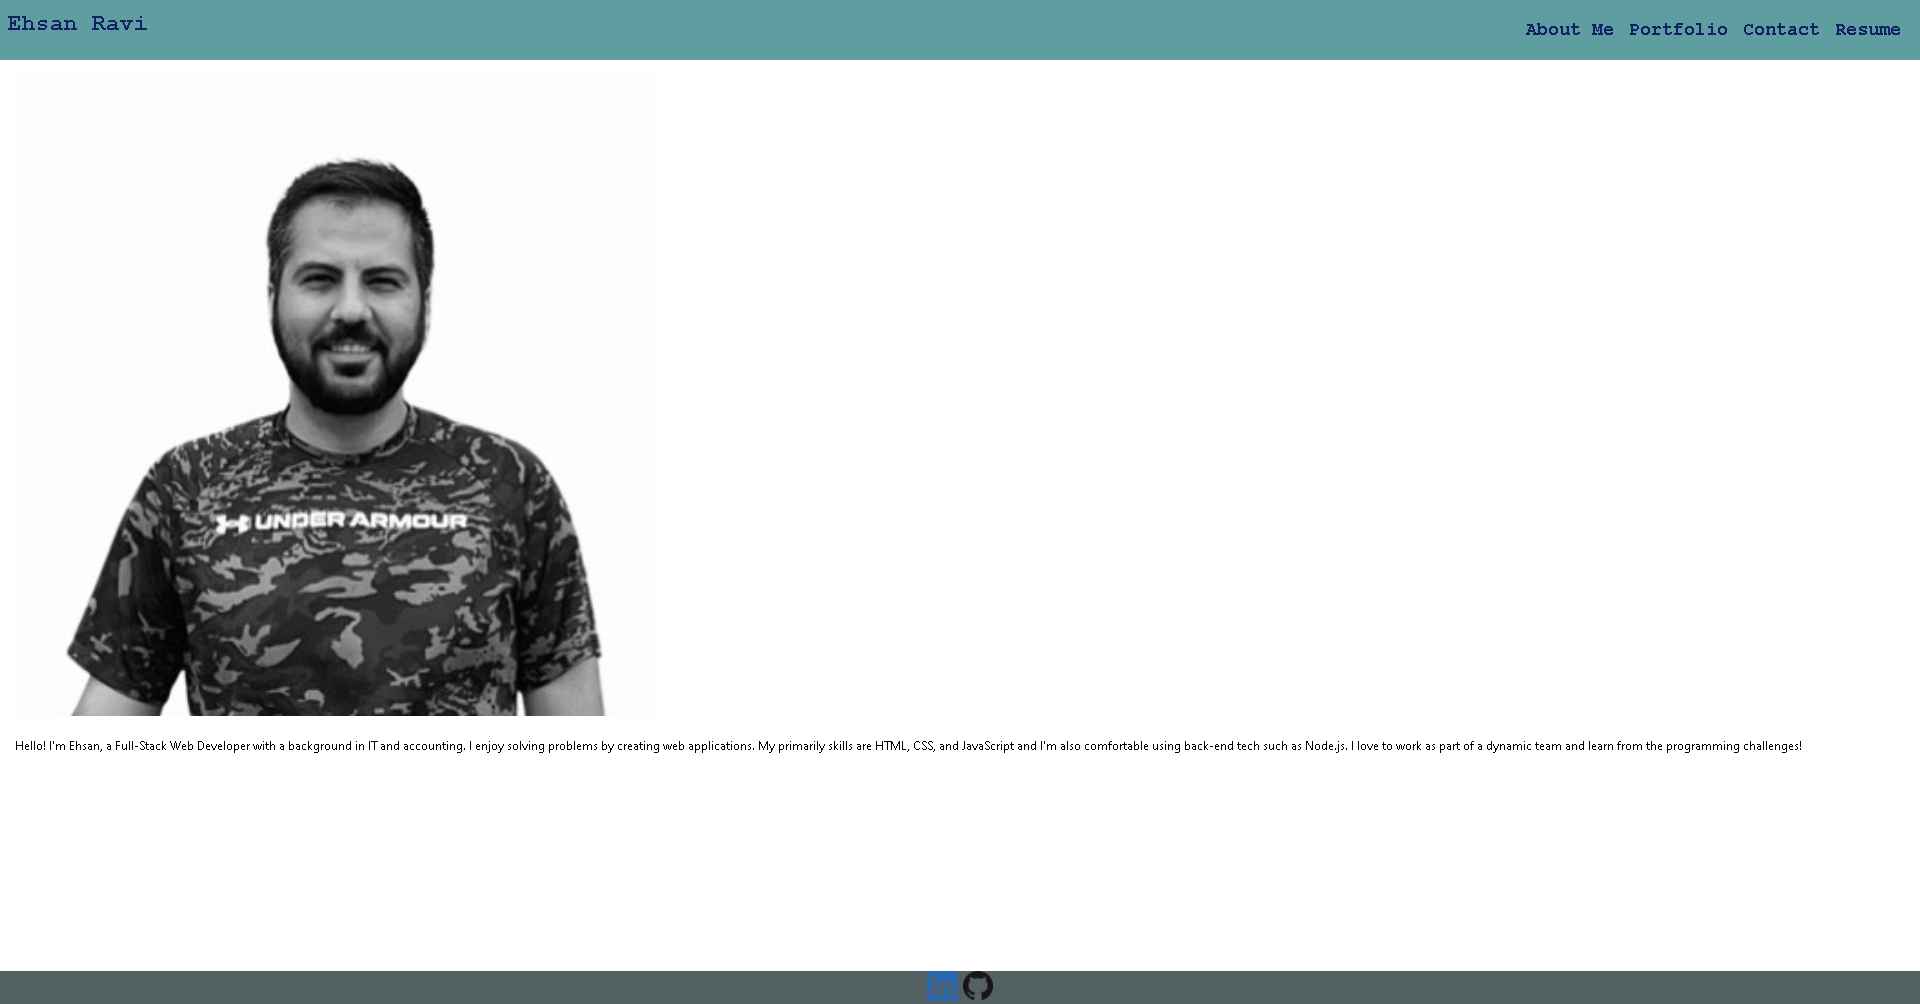 Ehsan Ravi
About Me Portfolio Contact Resume
UNDER ARMOUR
Hello! I'm Ehsan, a Full-Stack Web Developer with a background in IT and accounting. I enjoy solving problems by creating web applications. My primarily skills are HTML, CSS, and JavaScript and I'm also comfortable using back-end tech such as Node.js. I love to work as part of a dynamic team and learn from the programming challenges!
in